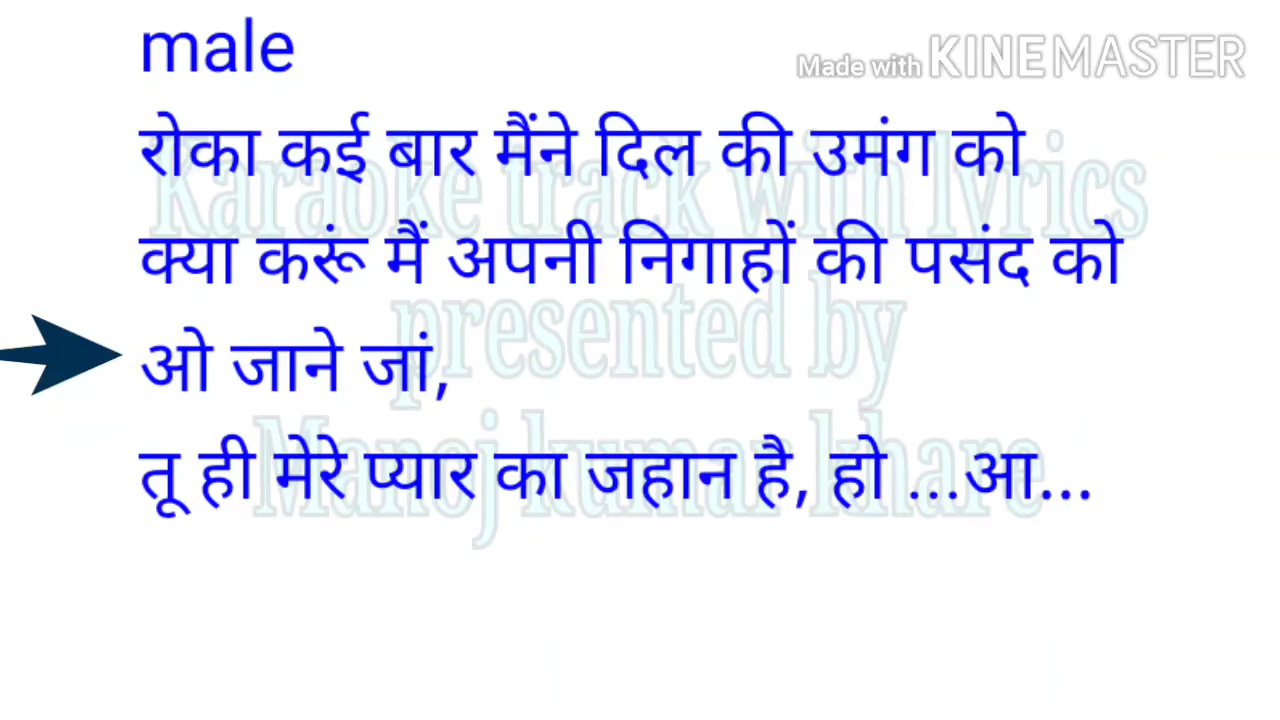 male
Made with KINEMASTER
रोका कई बार मैंने दिल की उमंग को
क्या करूं मैं अपनी निगाहों की पसंद को
ओ जाने जां,
तू ही मेरे प्यार का जहान है, हो ...आ...
Karaoke track with lyrics
presented by
Manoj kumar khare